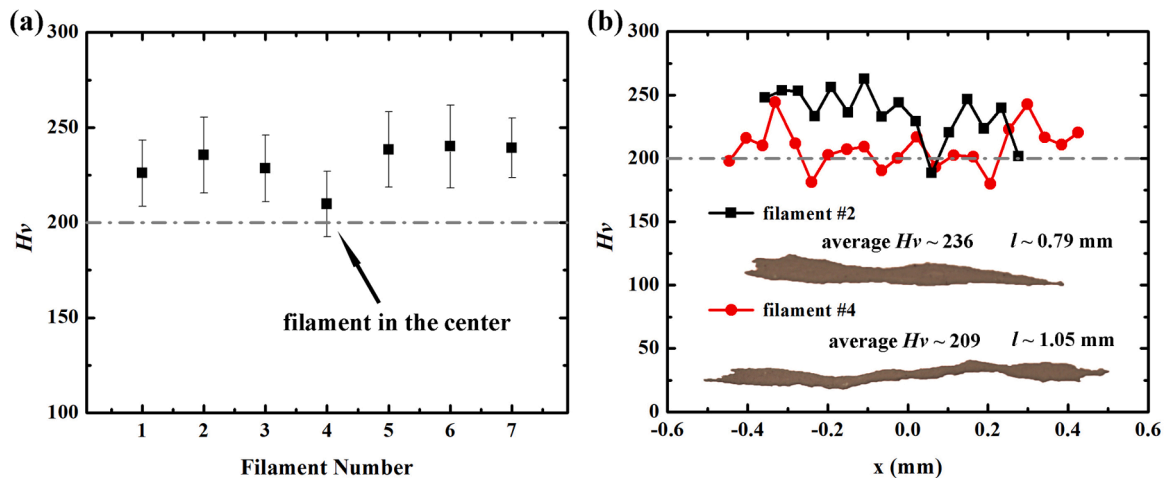 (a)
300
250
200
150
100
Hv
1 2 3 4 5 6 7
Filament Number
filament in the center
(b)
300
250
200
150
100
50
0
Hv
filament #2
average Hv ~ 236 l ~ 0.79 mm
filament #4
average Hv ~ 209 l ~ 1.05 mm
-0.6 -0.4 -0.2 0.0 0.2 0.4 0.6
x (mm)